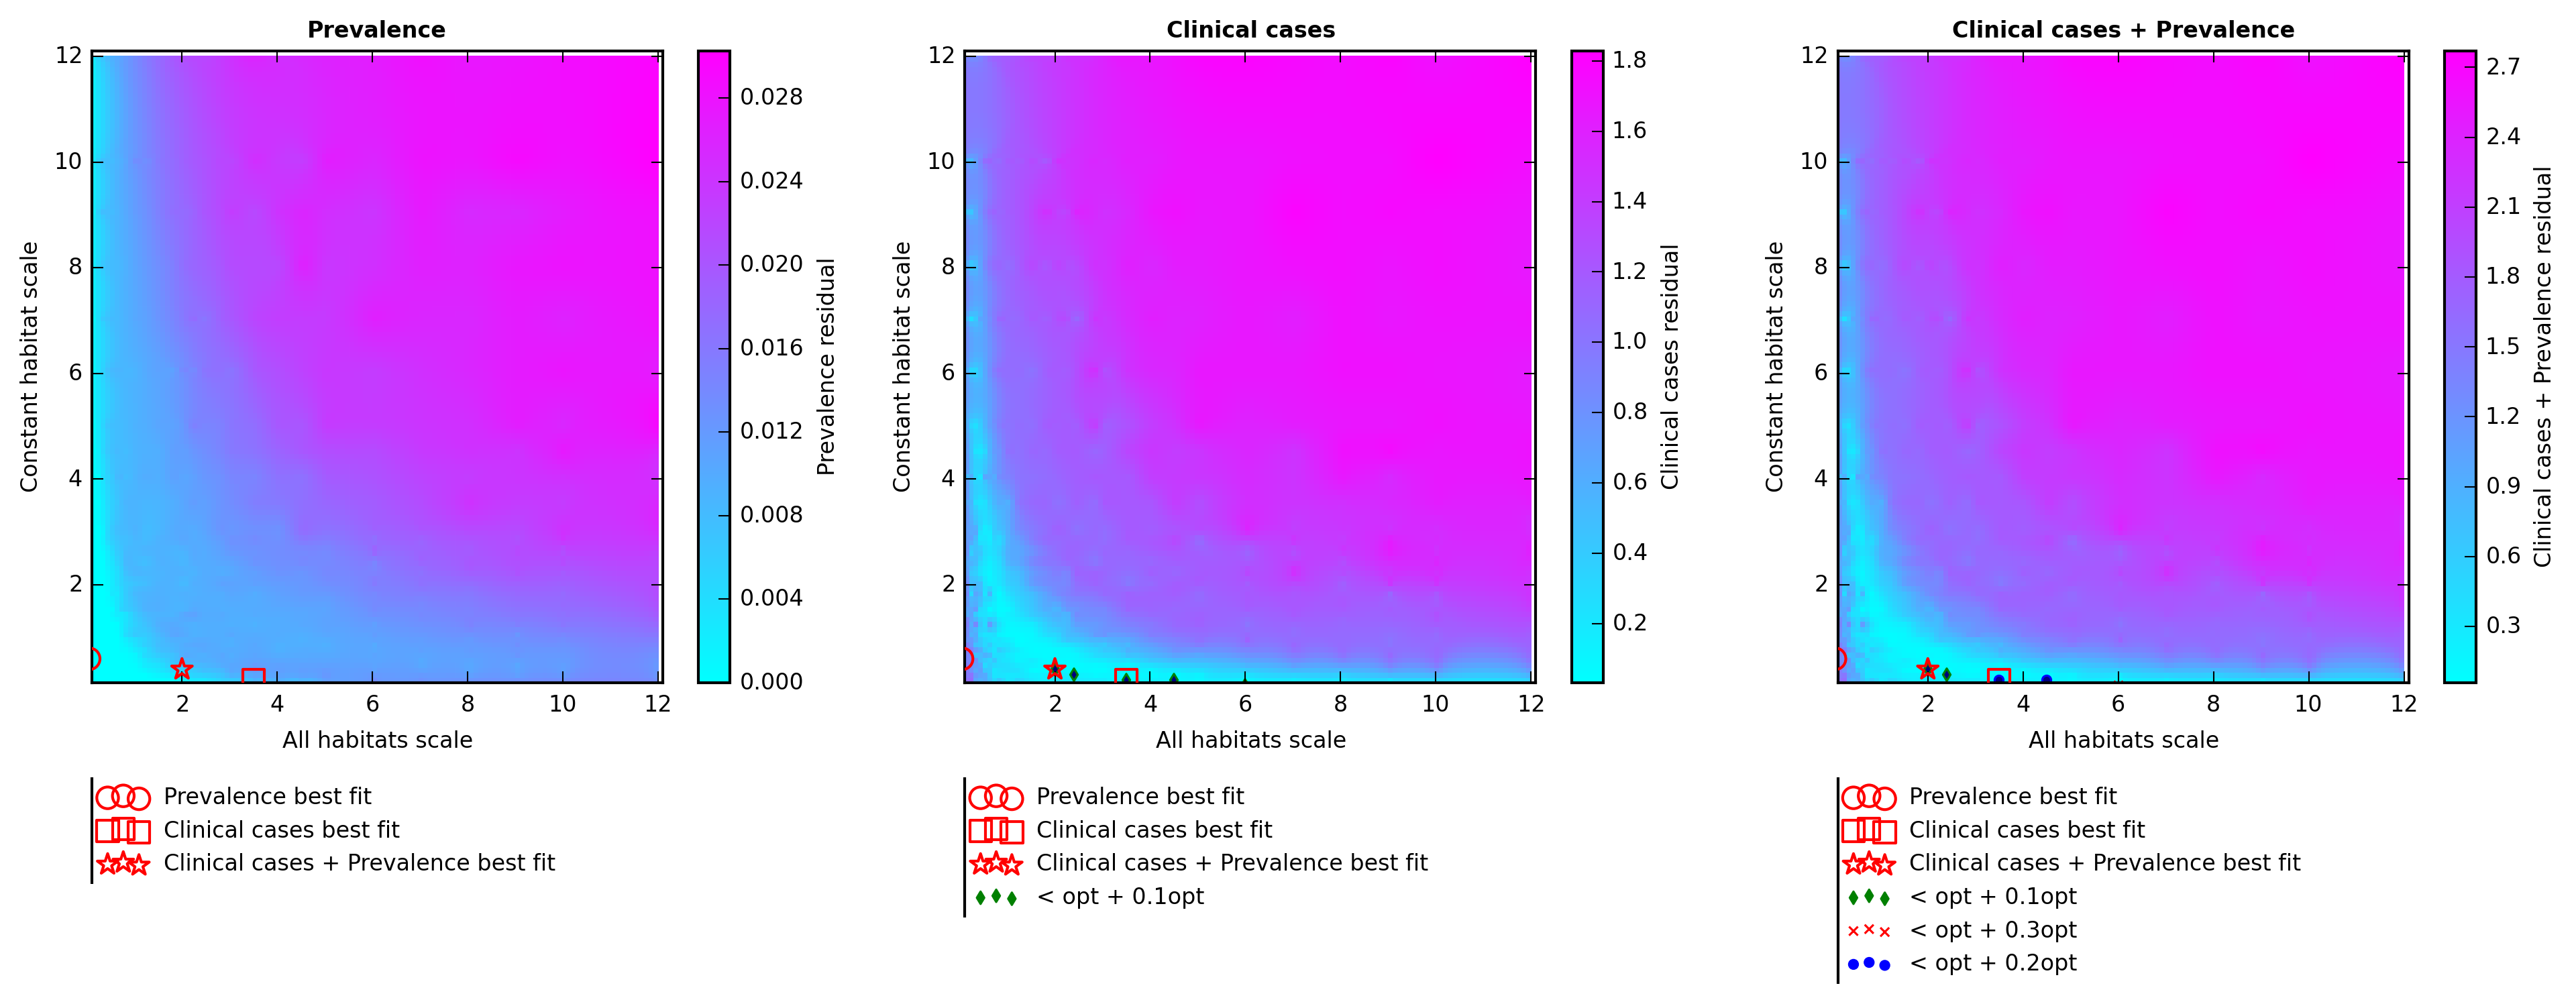 Prevalence
12
10
8
6
4
2
Constant habitat scale
2 4 6 8 10 12
All habitats scale
0.028
0.024
0.020
0.016
0.012
0.008
0.004
0.000
Prevalence residual
Prevalence best fit
Clinical cases best fit
Clinical cases + Prevalence best fit
Clinical cases
12
10
8
6
4
2
Constant habitat scale
2 4 6 8 10 12
All habitats scale
1.8
1.6
1.4
1.2
1.0
0.8
0.6
0.4
0.2
Clinical cases residual
Prevalence best fit
Clinical cases best fit
Clinical cases + Prevalence best fit
< opt + 0.1opt
Clinical cases + Prevalence
12
10
8
6
4
2
Constant habitat scale
2 4 6 8 10 12
All habitats scale
2.7
2.4
2.1
1.8
1.5
1.2
0.9
0.6
0.3
Clinical cases + Prevalence residual
Prevalence best fit
Clinical cases best fit
Clinical cases + Prevalence best fit
< opt + 0.1opt
< opt + 0.3opt
< opt + 0.2opt